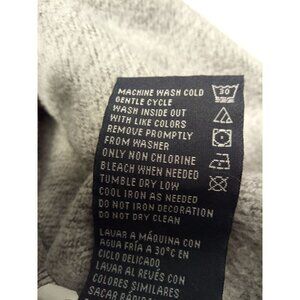 MACHINE WASH COLD
GENTLE CYCLE
WASH INSIDE OUT
WITH LIKE COLORS
REMOVE PROMPTLY
FROM WASHER
ONLY NON CHLORINE
BLEACH WHEN NEEDED
TUMBLE DRY LOW
COOL IRON AS NEEDED
DO NOT IRON DECORATION
DO NOT DRY CLEAN
LAVAR A MÁQUINA CON
AGUA FRÍA A 30°C EN
CICLO DELICADO
LAVAR AL REVÉS CON
COLORES SIMILARES
SACAR
30°